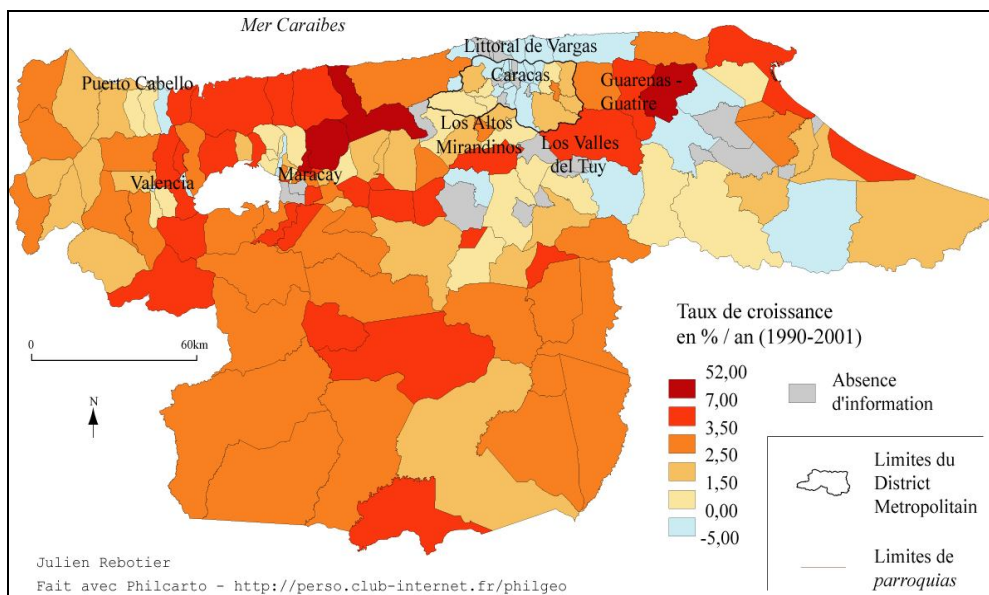 Mer Caraibes
Littoral de Vargas
Caracas
Puerto Cabello
Guarenas -
Guatire
Los Altos
Mirandinos
Los Valles
del Tuy
Valencia
Maracay
0
60km
N
Taux de croissance
en % / an (1990-2001)
52,00
7,00
3,50
2,50
1,50
0,00
-5,00
Absence
d'information
Limites du
District
Metropolitain
Limites de
parroquias
Julien Rebotier
Fait avec Philcarto - http://perso.club-internet.fr/philgeo